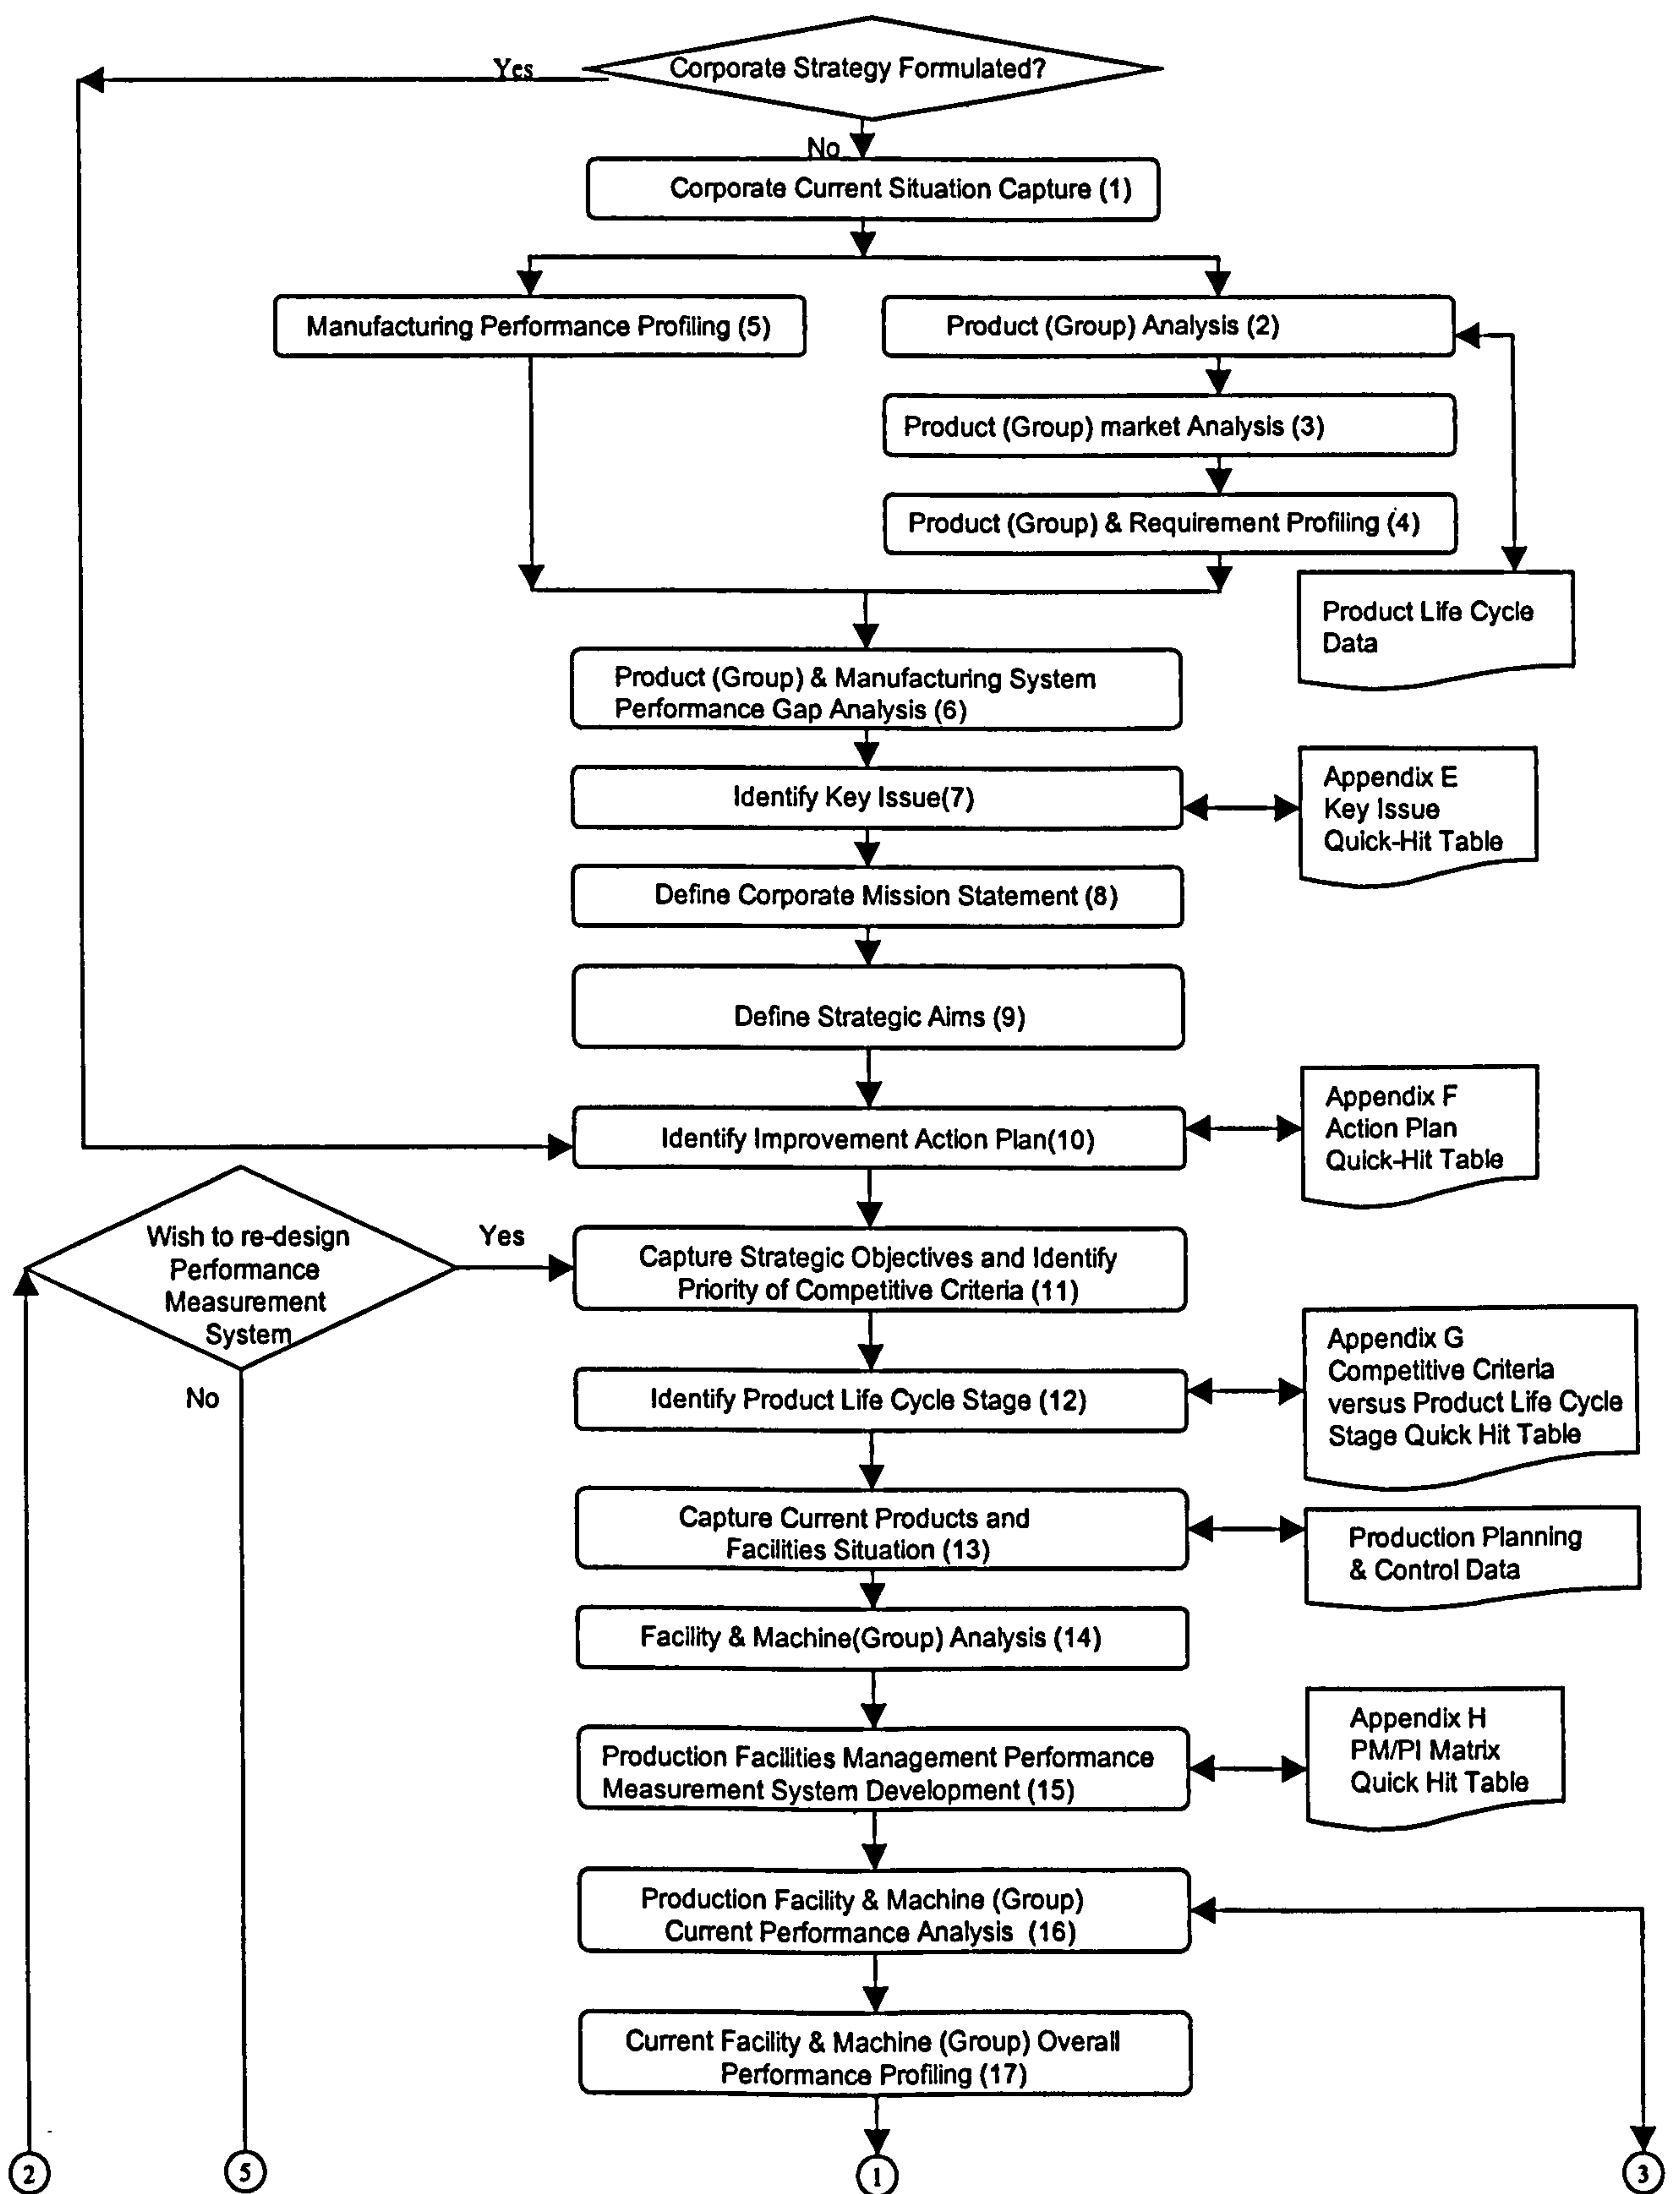 Corporate Strategy Formulated?
Yes
No
Corporate Current Situation Capture (1)
Manufacturing Performance Profiling (5)
Product (Group) Analysis (2)
Product (Group) market Analysis (3)
Product (Group) & Requirement Profiling (4)
Product Life Cycle
Data
Product (Group) & Manufacturing System
Performance Gap Analysis (6)
Identify Key Issue(7)
Appendix E
Key Issue
Quick-Hit Table
Define Corporate Mission Statement (8)
Define Strategic Aims (9)
Identify Improvement Action Plan(10)
Appendix F
Action Plan
Quick-Hit Table
Wish to re-design
Performance
Measurement
System
Yes
No
Capture Strategic Objectives and Identify
Priority of Competitive Criteria (11)
Identify Product Life Cycle Stage (12)
Appendix G
Competitive Criteria
versus Product Life Cycle
Stage Quick Hit Table
Capture Current Products and
Facilities Situation (13)
Production Planning
& Control Data
Facility & Machine(Group) Analysis (14)
Production Facilities Management Performance
Measurement System Development (15)
Appendix H
PM/PI Matrix
Quick Hit Table
Production Facility & Machine (Group)
Current Performance Analysis (16)
Current Facility & Machine (Group) Overall
Performance Profiling (17)
2
5
1
3